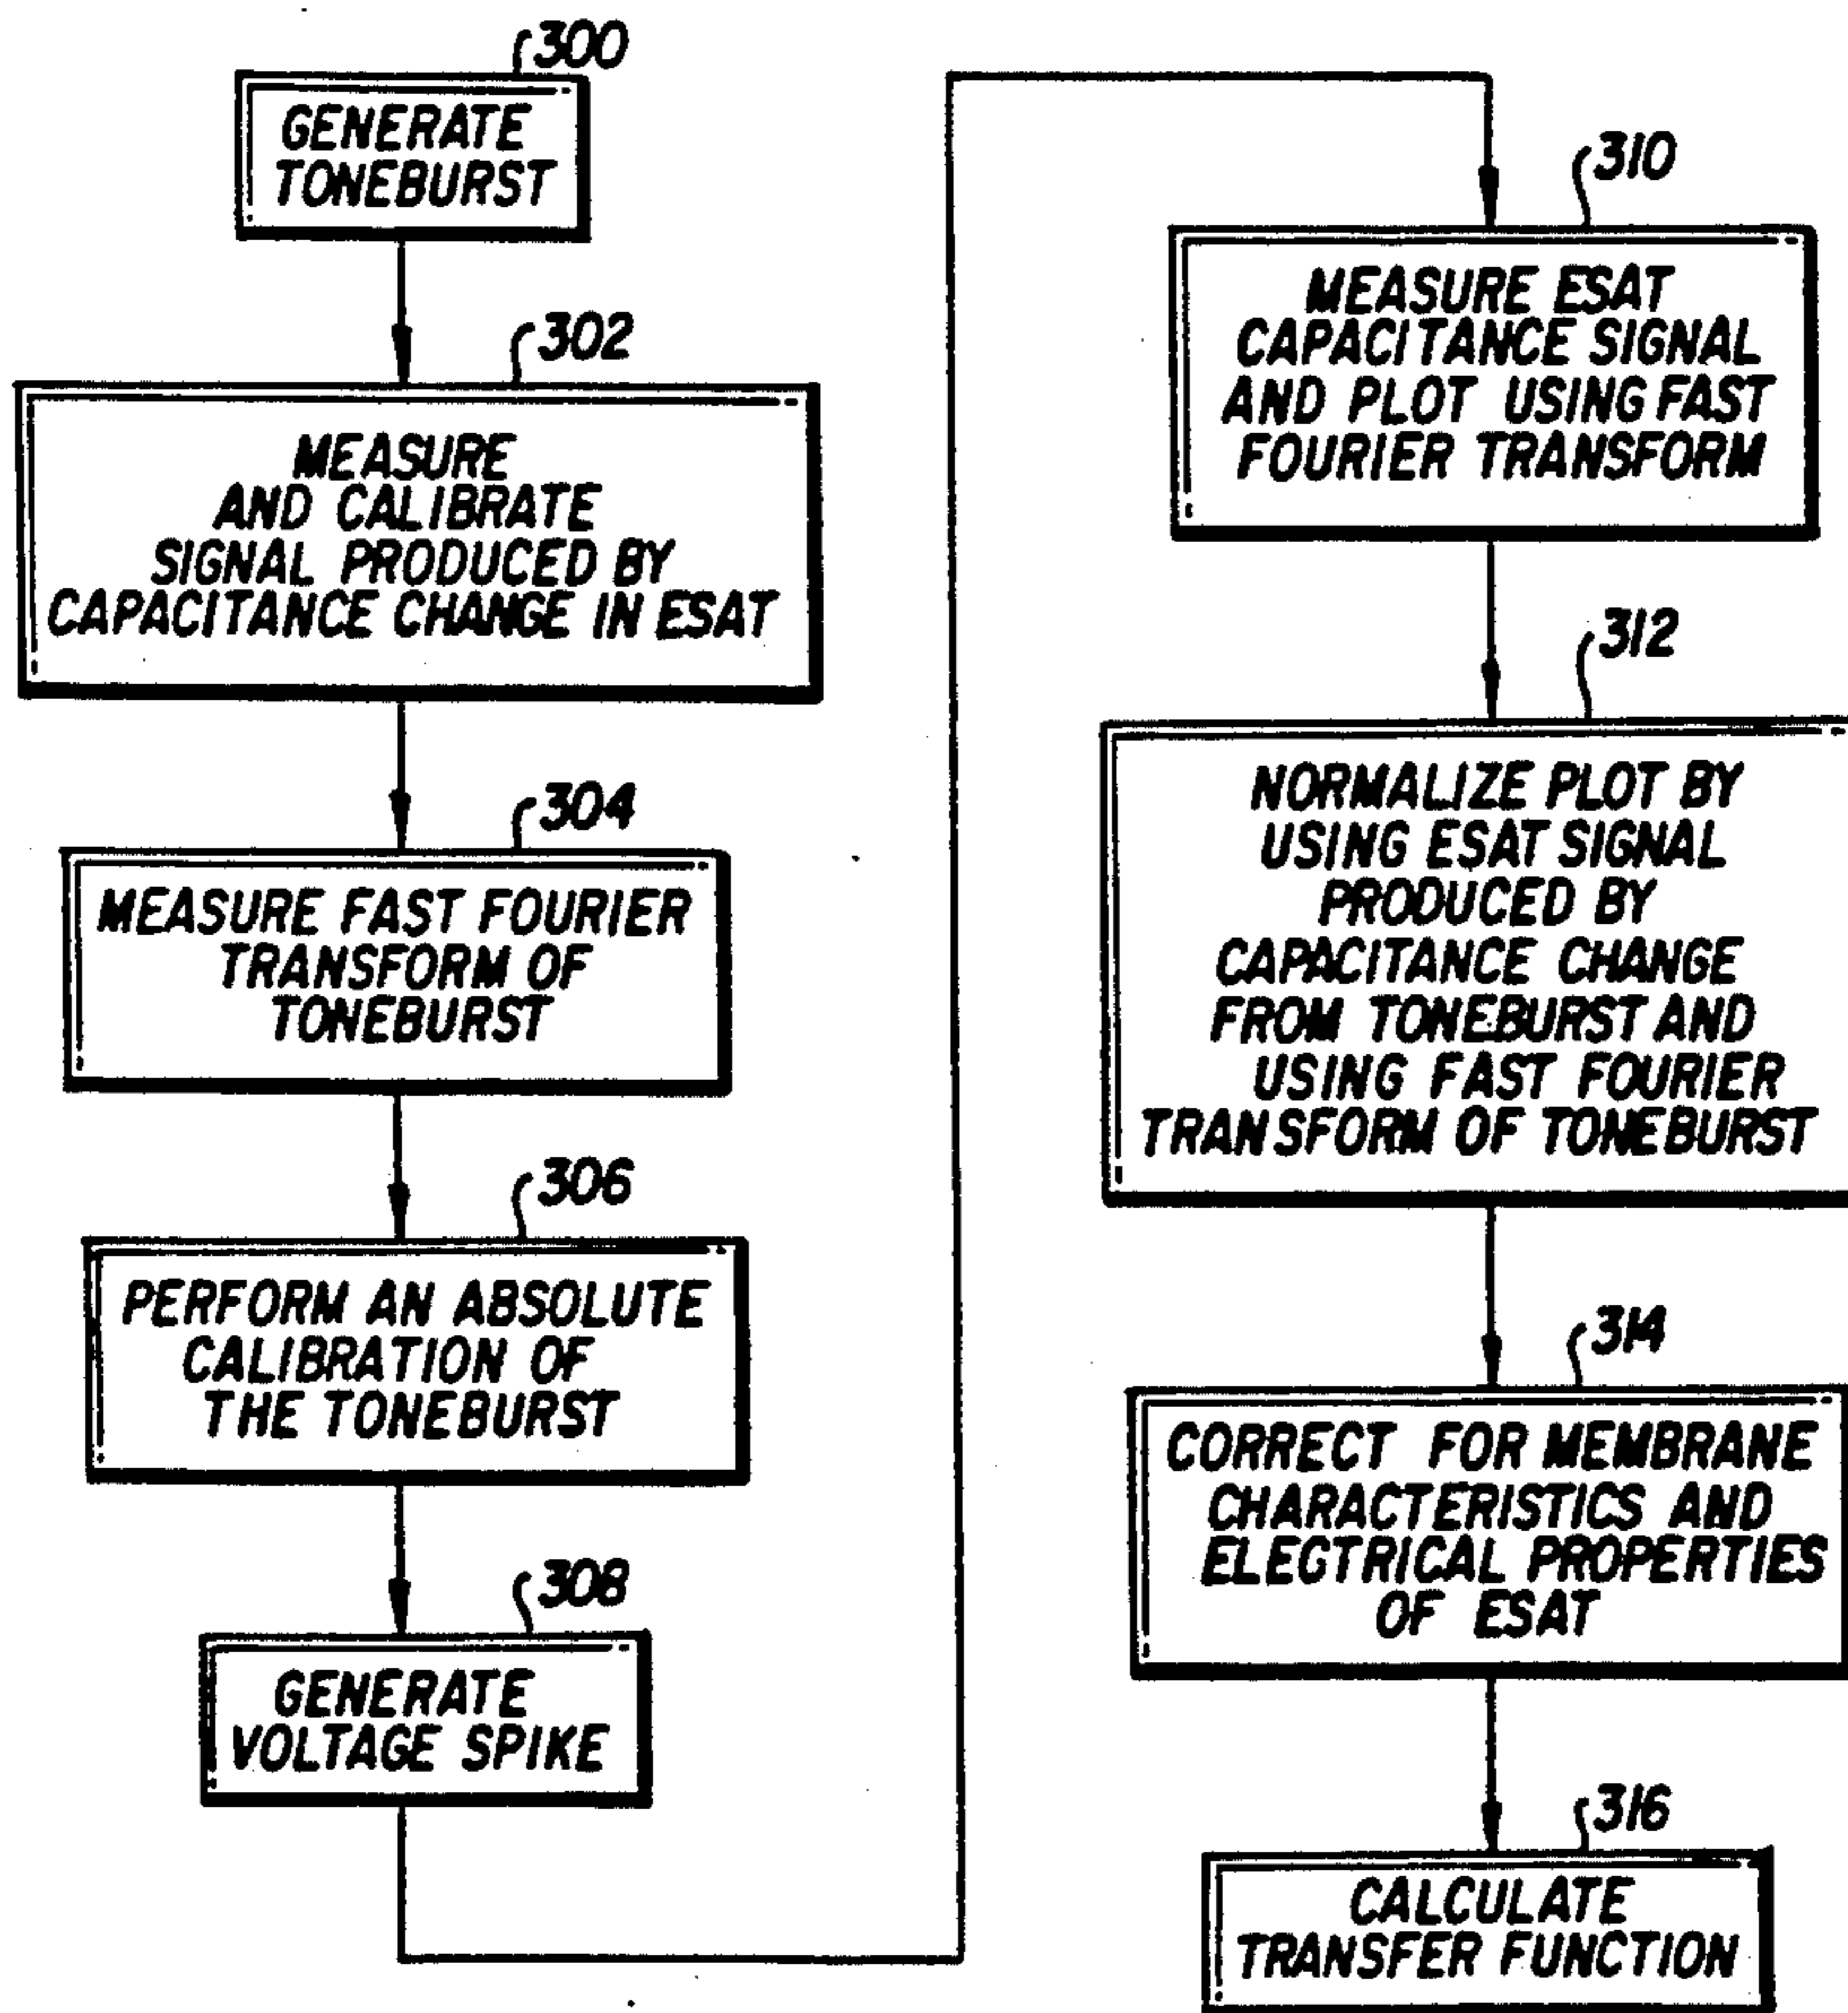 300
GENERATE
TONEBURST
302
MEASURE
AND CALIBRATE
SIGNAL PRODUCED BY
CAPACITANCE CHANGE IN ESAT
304
MEASURE FAST FOURIER
TRANSFORM OF
TONEBURST
306
PERFORM AN ABSOLUTE
CALIBRATION OF
THE TONEBURST
308
GENERATE
VOLTAGE SPIKE
310
MEASURE ESAT
CAPACITANCE SIGNAL
AND PLOT USING FAST
FOURIER TRANSFORM
312
NORMALIZE PLOT BY
USING ESAT SIGNAL
PRODUCED BY
CAPACITANCE CHANGE
FROM TONEBURST AND
USING FAST FOURIER
TRANSFORM OF TONEBURST
314
CORRECT FOR MEMBRANE
CHARACTERISTICS AND
ELECTRICAL PROPERTIES
OF ESAT
316
CALCULATE
TRANSFER FUNCTION